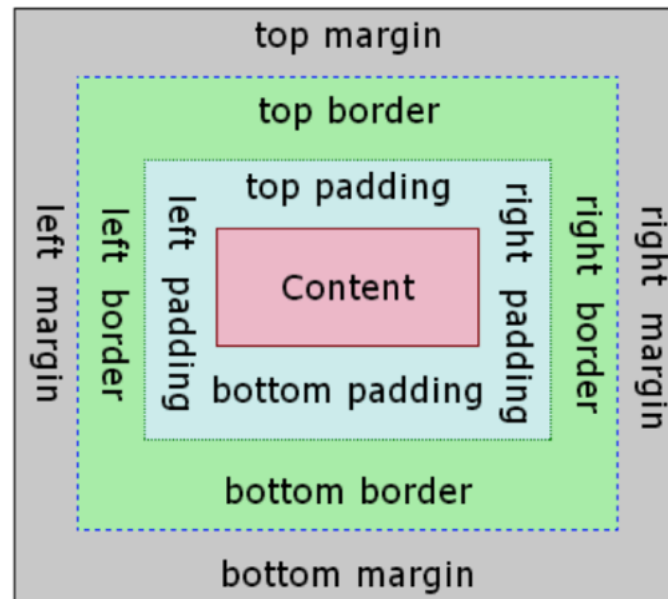 top margin
top border
top padding
left margin
left border
left padding
Content
right padding
right border
right margin
bottom padding
bottom border
bottom margin